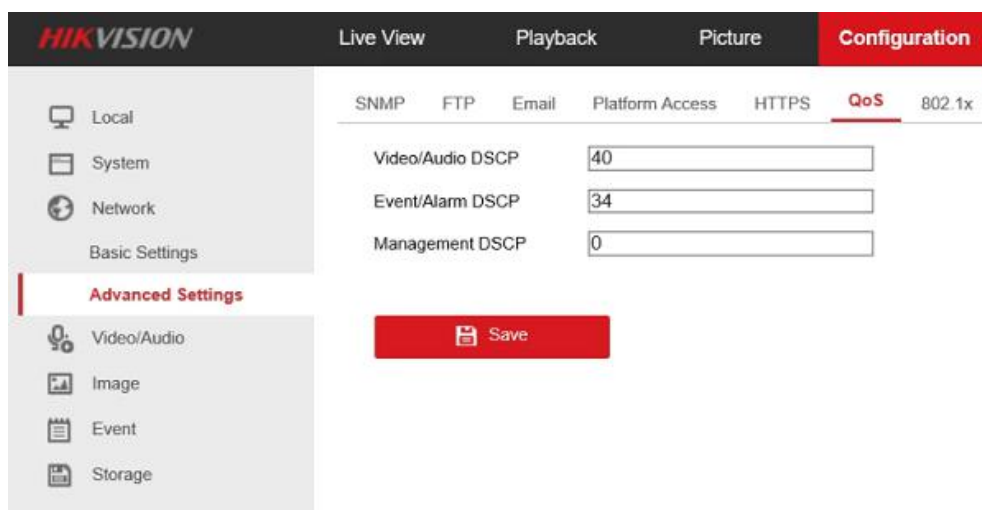 HIKVISION Live View Playback Picture Configuration
SNMP FTP Email Platform Access HTTPS QoS 802.1x
Local
System
Network
Basic Settings
Advanced Settings
Video/Audio
Image
Event
Storage
Video/Audio DSCP 40
Event/Alarm DSCP 34
Management DSCP 0
Save